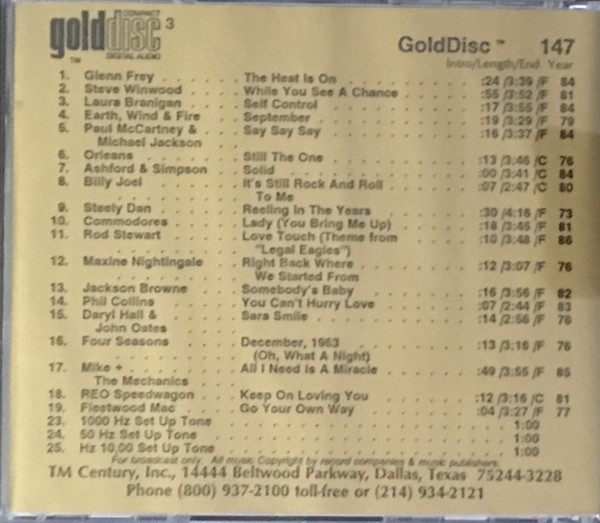 COMPACT
golddisc 3
TM DIGITAL AUDIO
GoldDisc ™ 147
Intro/Length/End Year
1. Glenn Frey . . . . . . . The Heat Is On . . . . . . . . . . :24 /3:39 /F 84
2. Steve Winwood . . . . While You See A Chance . . . . . :55 /3:52 /F 81
3. Laura Branigan . . . . Self Control . . . . . . . . . . . . :17 /3:55 /F 84
4. Earth, Wind & Fire . . . September . . . . . . . . . . . . :19 /3:29 /F 79
5. Paul McCartney & . . . Say Say Say . . . . . . . . . . . :16 /3:37 /F 84
Michael Jackson . . .
6. Orleans . . . . . . . . Still The One . . . . . . . . . . . :13 /3:46 /C 76
7. Ashford & Simpson . . Solid . . . . . . . . . . . . . . . :00 /3:41 /C 84
8. Billy Joel . . . . . . . It's Still Rock And Roll . . . . . . :07 /2:47 /C 80
To Me
9. Steely Dan . . . . . . Reeling In The Years . . . . . . . :30 /4:16 /F 73
10. Commodores . . . . . Lady (You Bring Me Up) . . . . . :18 /3:45 /F 81
11. Rod Stewart . . . . . Love Touch (Theme from . . . . . :10 /3:48 /F 86
"Legal Eagles")
12. Maxine Nightingale Right Back Where . . . . . . . . :12 /3:07 /F 76
We Started From
13. Jackson Browne . . . Somebody's Baby . . . . . . . . :16 /3:56 /F 82
14. Phil Collins . . . . . . You Can't Hurry Love . . . . . . :07 /2:44 /F 83
15. Daryl Hall & . . . . . Sara Smile . . . . . . . . . . . . :14 /2:56 /F 76
John Oates
16. Four Seasons . . . . December, 1963 . . . . . . . . . :13 /3:16 /F 76
(Oh, What A Night)
17. Mike + . . . . . . . . All I Need Is A Miracle . . . . . . :49 /3:55 /F 85
The Mechanics . . .
18. REO Speedwagon . . Keep On Loving You . . . . . . . :12 /3:16 /C 81
19. Fleetwood Mac . . . . Go Your Own Way . . . . . . . . :04 /3:27 /F 77
23. 1000 Hz Set Up Tone . . . . . . . . . . . . . . . . 1:00
24. 50 Hz Set Up Tone . . . . . . . . . . . . . . . . . 1:00
25. Hz 10,00 Set Up Tone . . . . . . . . . . . . . . . . 1:00
For broadcast only. All music Copyright by record companies & music publishers.
TM Century, Inc., 14444 Beltwood Parkway, Dallas, Texas 75244-3228
Phone (800) 937-2100 toll-free or (214) 934-2121